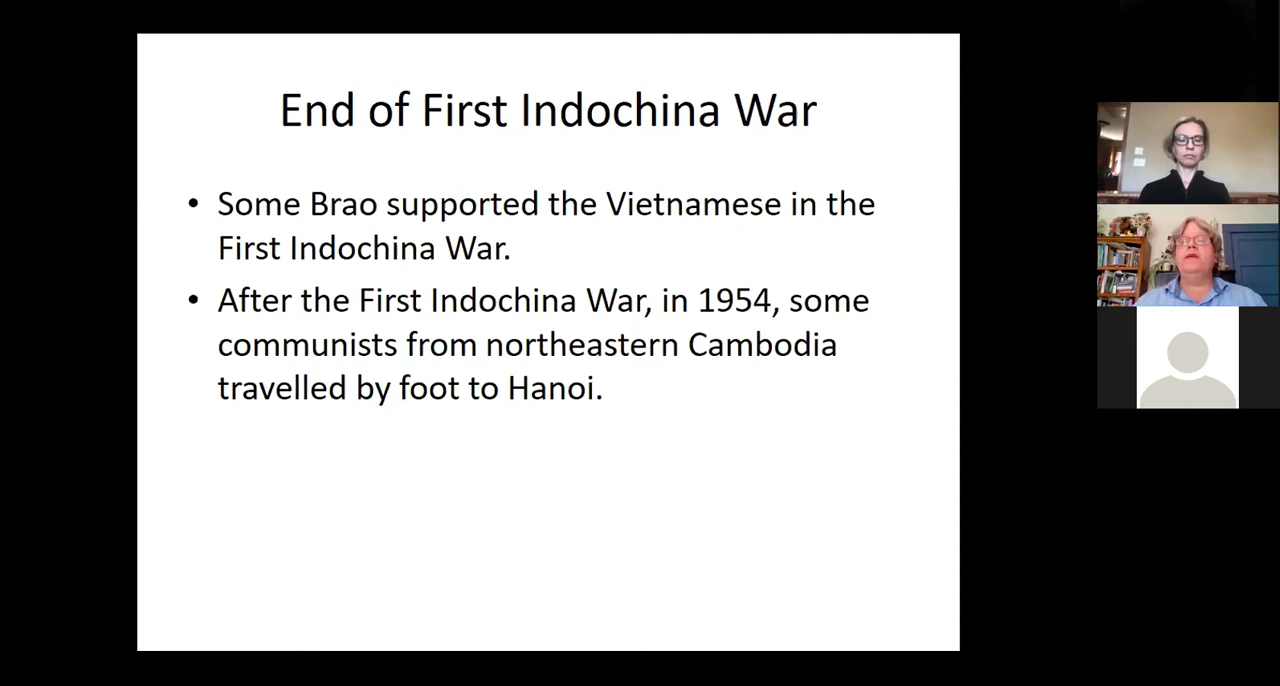 End of First Indochina War
• Some Brao supported the Vietnamese in the
First Indochina War.
• After the First Indochina War, in 1954, some
communists from northeastern Cambodia
travelled by foot to Hanoi.